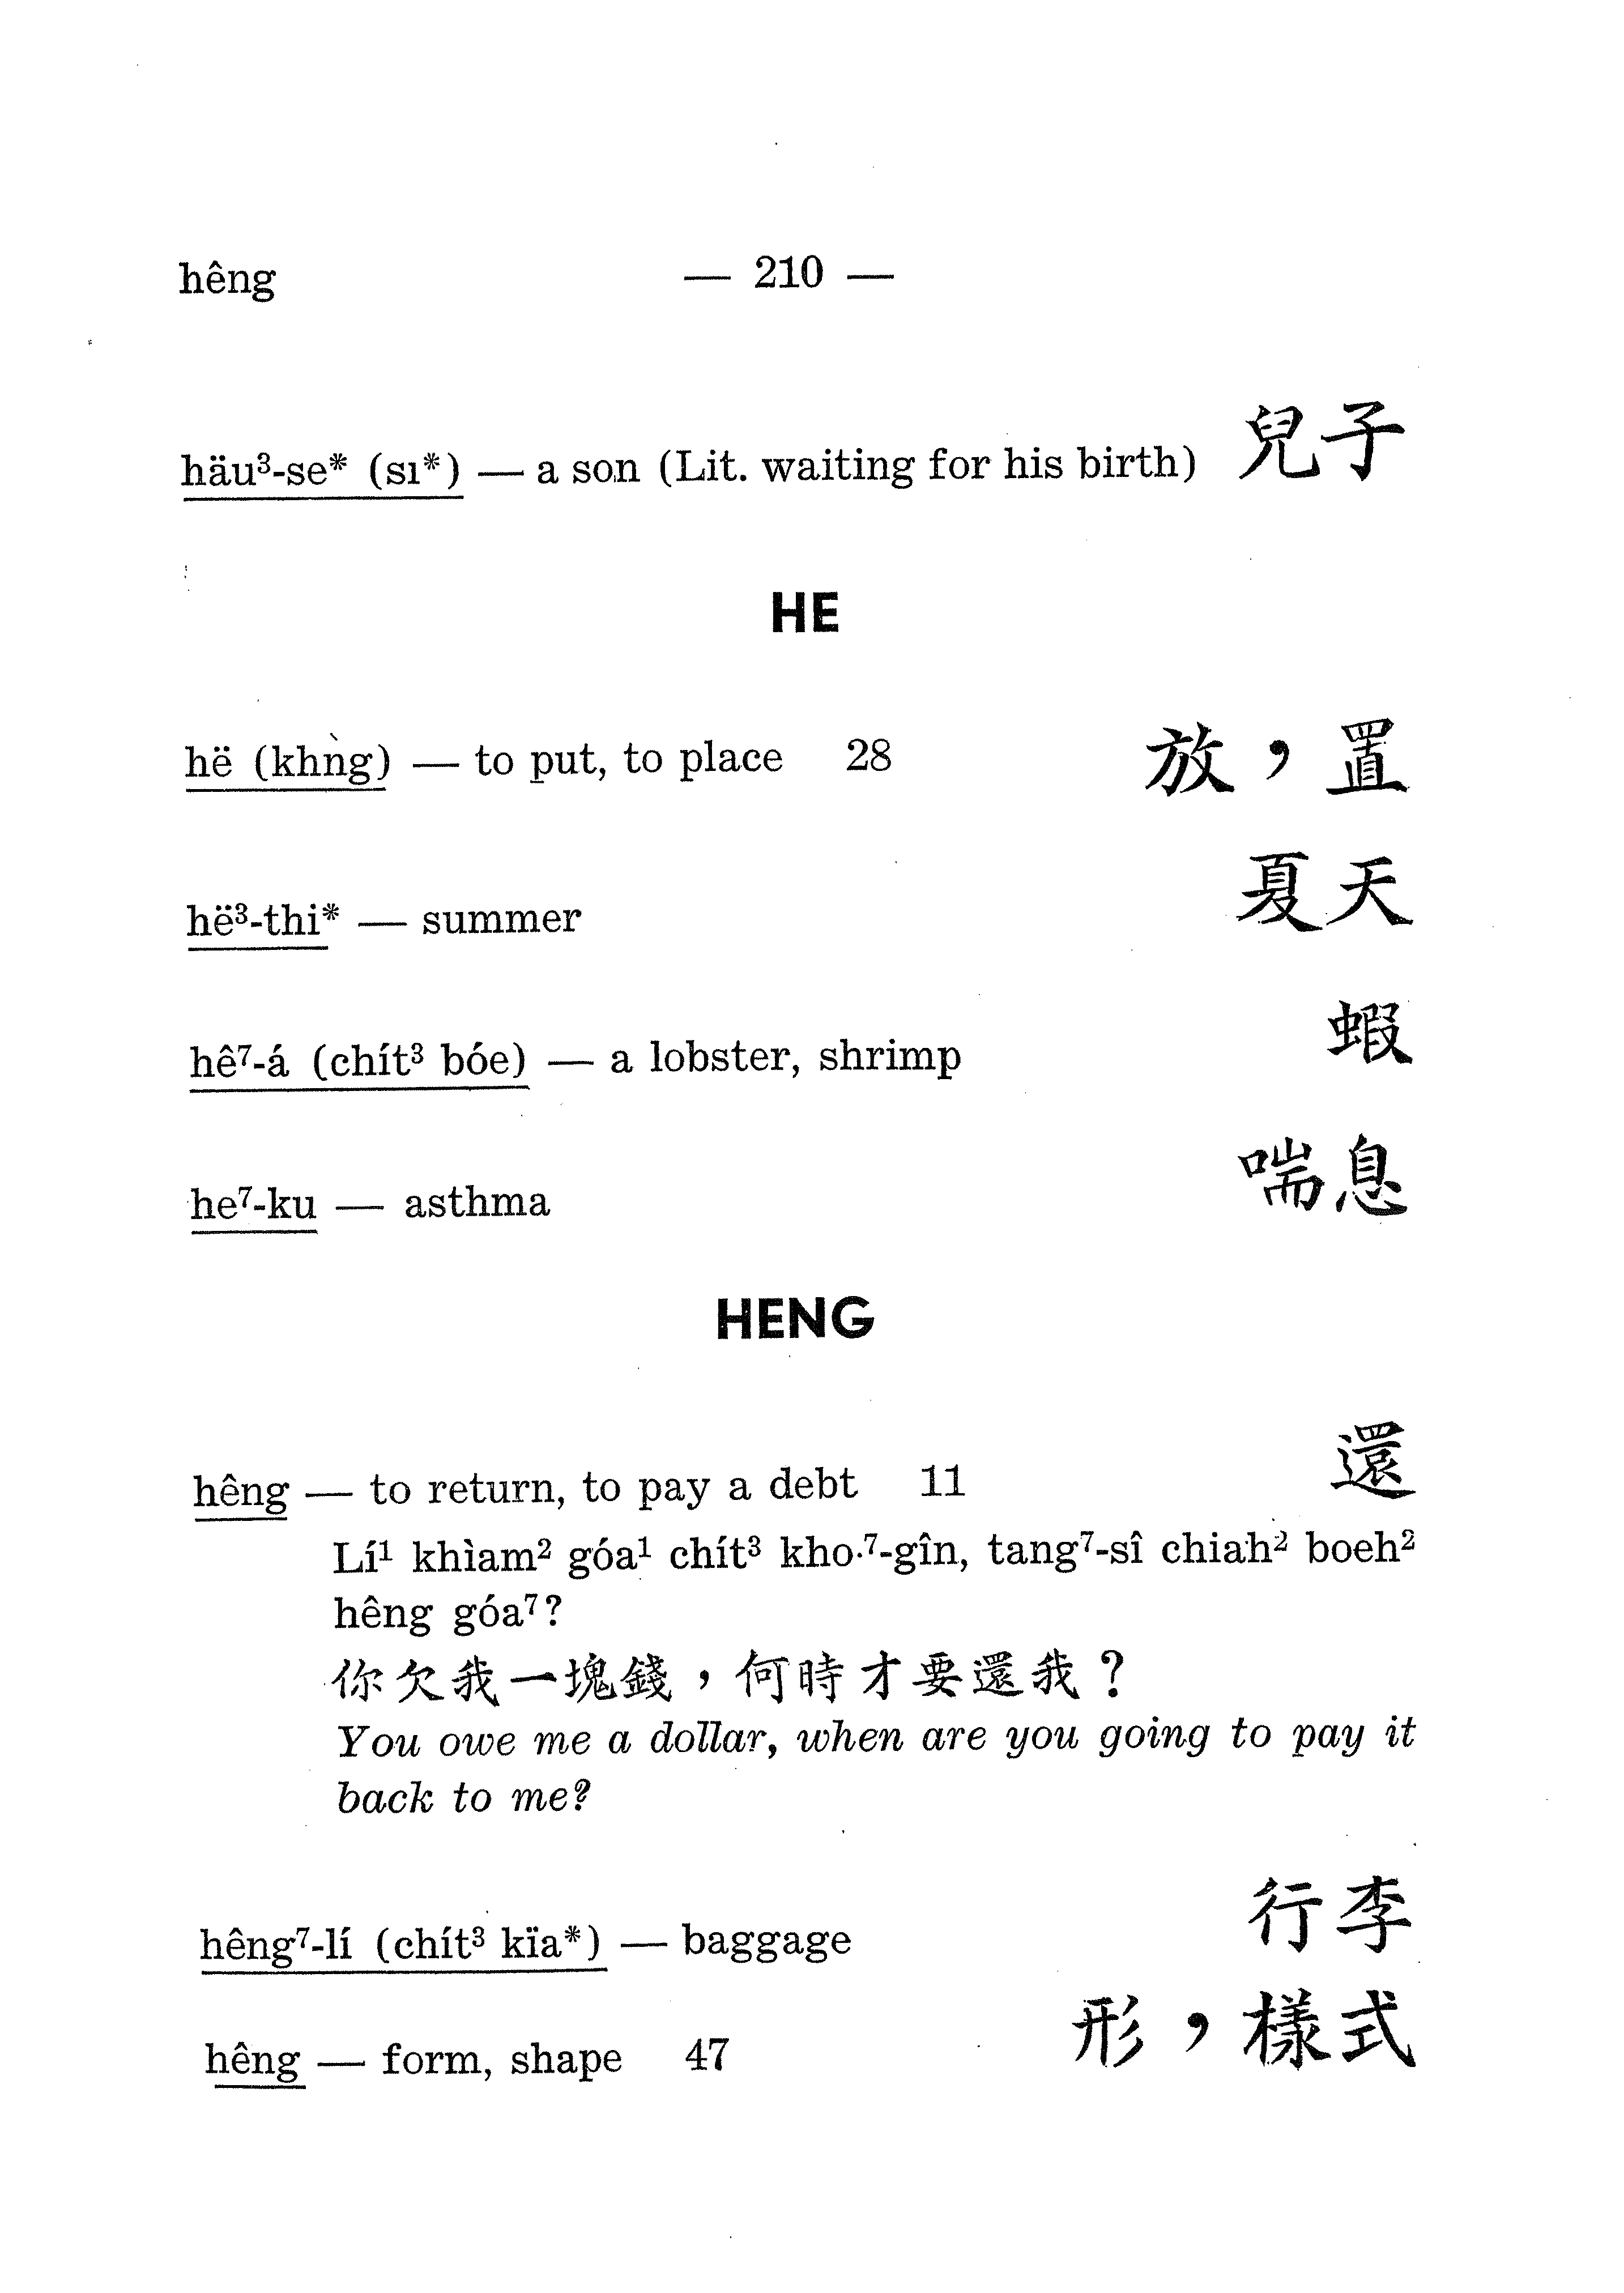 hêng — 210 —
häu³-se* (sı*) — a son (Lit. waiting for his birth) 兒子
HE
hë (khǹg) — to put, to place 28 放，置
hë³-thi* — summer 夏天
hê⁷-á (chít³ bóe) — a lobster, shrimp 蝦
he⁷-ku — asthma 喘息
HENG
hêng — to return, to pay a debt 11 還
Lí¹ khìam² góa¹ chít³ kho·⁷-gîn, tang⁷-sî chiah² boeh²
hêng góa⁷?
你欠我一塊錢，何時才要還我？
You owe me a dollar, when are you going to pay it
back to me?
hêng⁷-lí (chít³ kïa*) — baggage 行李
hêng — form, shape 47 形，樣式